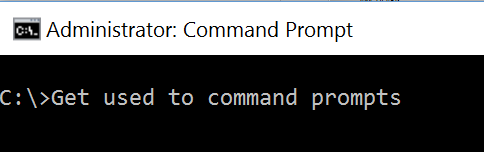 C:\.
Administrator: Command Prompt
C:\>Get used to command prompts